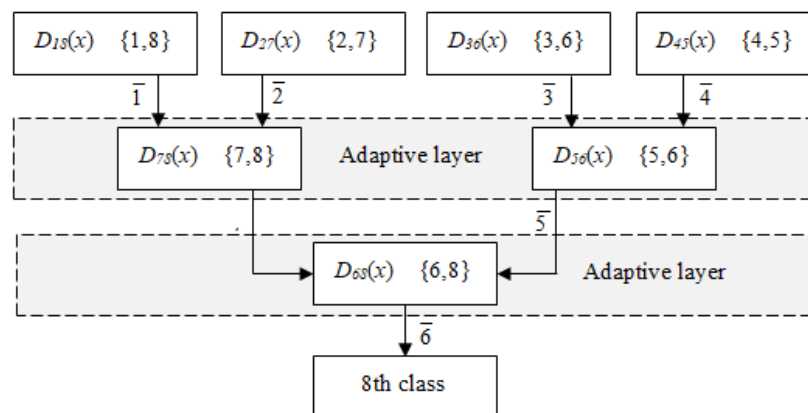 D₁₈(x) {1,8} D₂₇(x) {2,7} D₃₆(x) {3,6} D₄₅(x) {4,5}
1̅ 2̅ 3̅ 4̅
D₇₈(x) {7,8} Adaptive layer D₅₆(x) {5,6}
5̅
D₆₈(x) {6,8} Adaptive layer
6̅
8th class